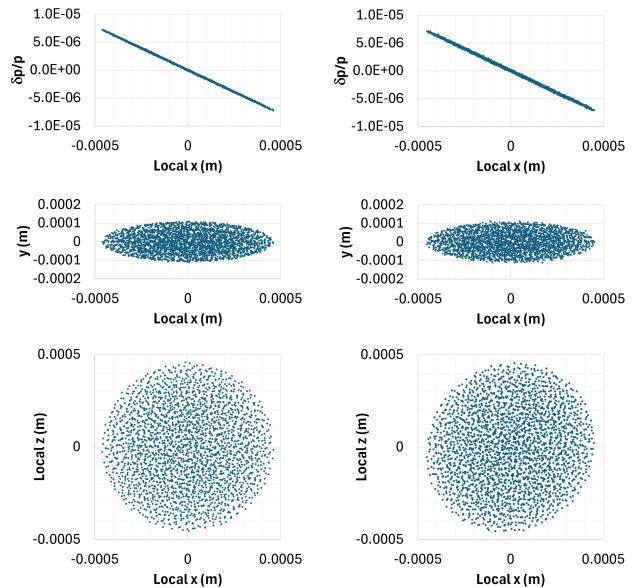 1.0E-05
5.0E-06
0.0E+00
-5.0E-06
-1.0E-05
δp/p
-0.0005 0 0.0005
Local x (m)
1.0E-05
5.0E-06
0.0E+00
-5.0E-06
-1.0E-05
δp/p
-0.0005 0 0.0005
Local x (m)
0.0002
0.0001
0
-0.0001
-0.0002
y (m)
-0.0005 0 0.0005
Local x (m)
0.0002
0.0001
0
-0.0001
-0.0002
y (m)
-0.0005 0 0.0005
Local x (m)
0.0005
0
-0.0005
Local z (m)
-0.0005 0 0.0005
Local x (m)
0.0005
0
-0.0005
Local z (m)
-0.0005 0 0.0005
Local x (m)